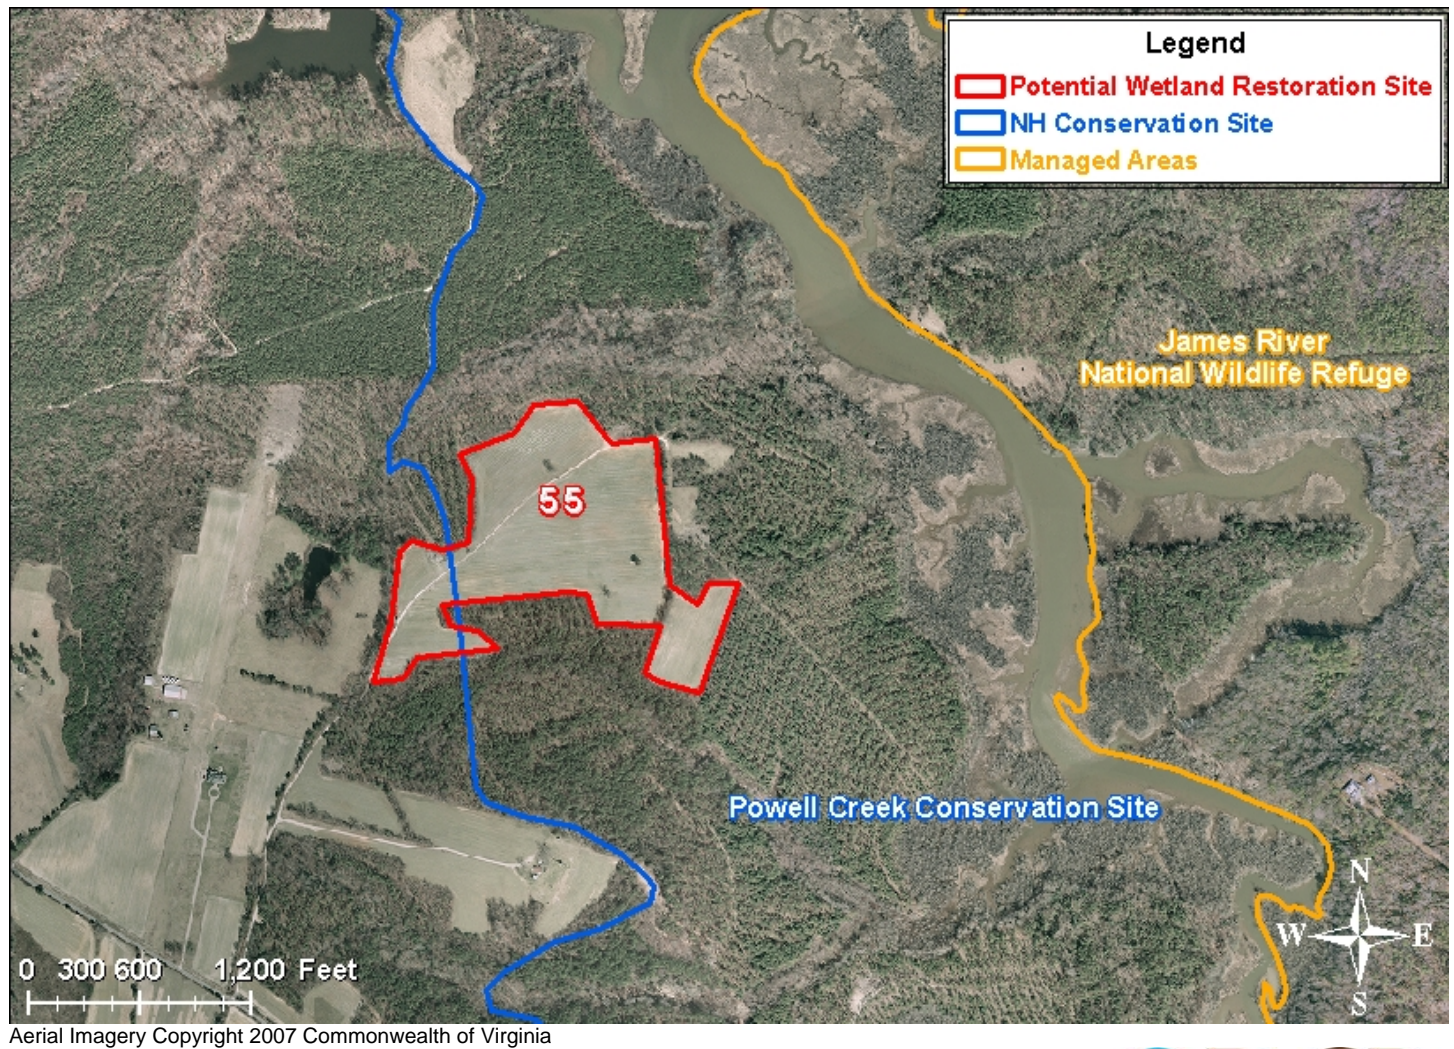 Legend
Potential Wetland Restoration Site
NH Conservation Site
Managed Areas
James River
National Wildlife Refuge
55
Powell Creek Conservation Site
N
W E
S
0 300 600 1,200 Feet
Aerial Imagery Copyright 2007 Commonwealth of Virginia